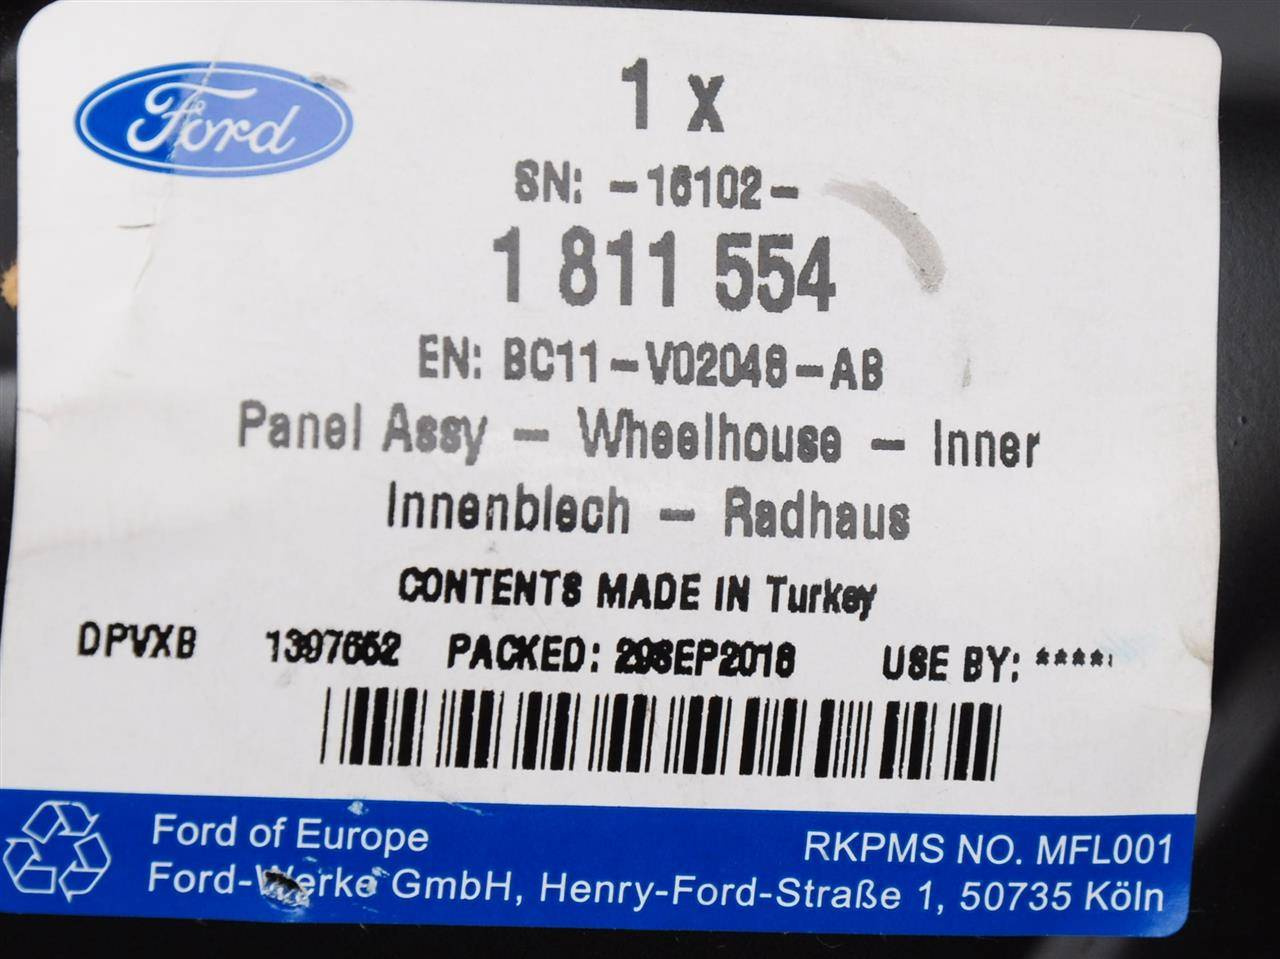 Ford
1 x
SN: -16102-
1 811 554
EN: BC11-V02048-AB
Panel Assy - Wheelhouse - Inner
Innenblech - Radhaus
CONTENTS MADE IN Turkey
DPVXB 1397652 PACKED: 29SEP2016 USE BY: ****
Ford of Europe
RKPMS NO. MFL001
Ford-Werke GmbH, Henry-Ford-Straße 1, 50735 Köln